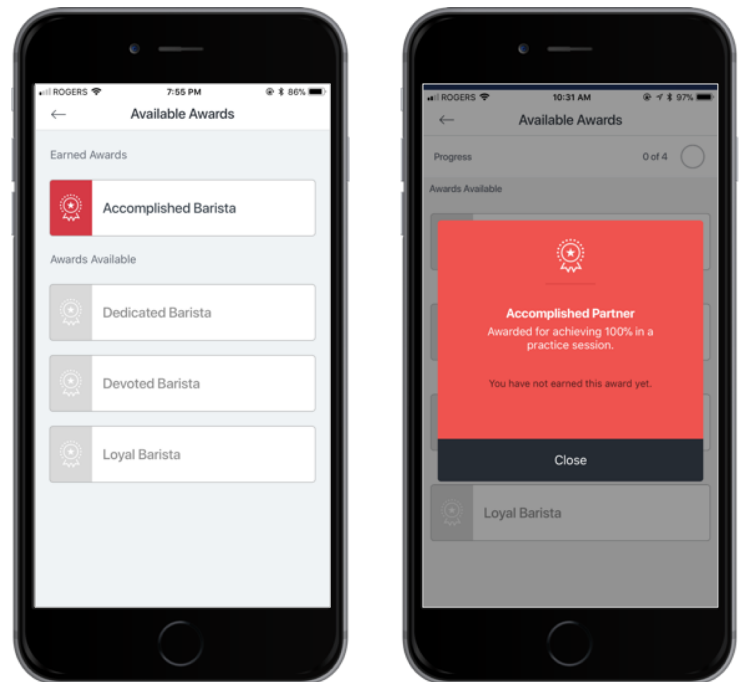 ROGERS 7:55 PM 86%
Available Awards
Earned Awards
Accomplished Barista
Awards Available
Dedicated Barista
Devoted Barista
Loyal Barista
ROGERS 10:31 AM 97%
Available Awards
Progress 0 of 4
Awards Available
Accomplished Partner
Awarded for achieving 100% in a
practice session.
You have not earned this award yet.
Close
Loyal Barista